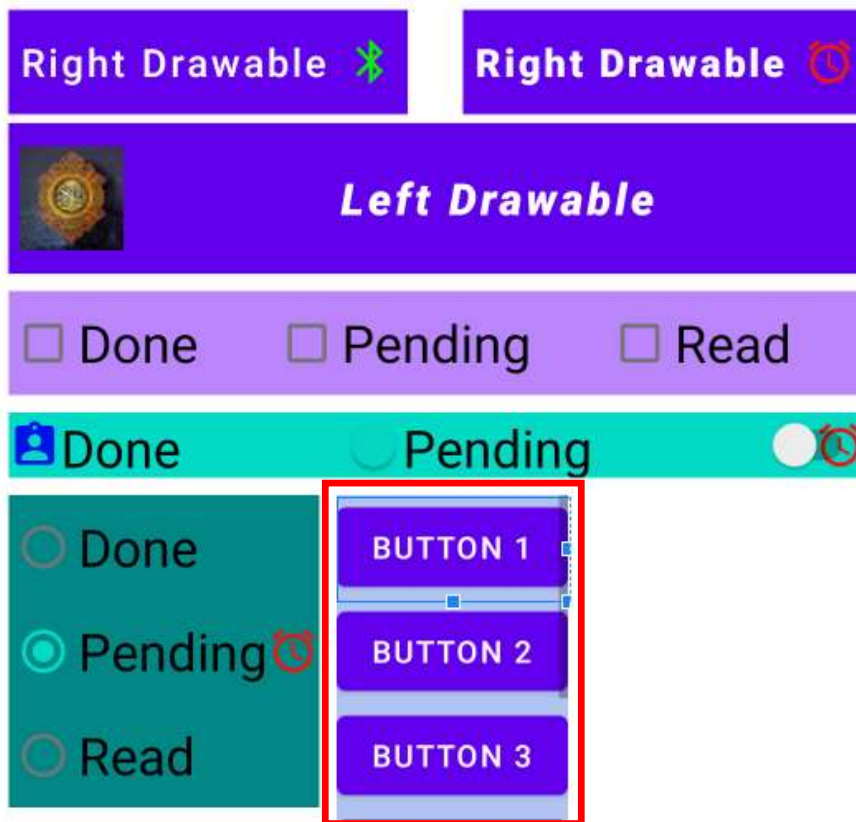 Right Drawable Right Drawable
Left Drawable
Done Pending Read
Done Pending
Done
Pending
Read
BUTTON 1
BUTTON 2
BUTTON 3